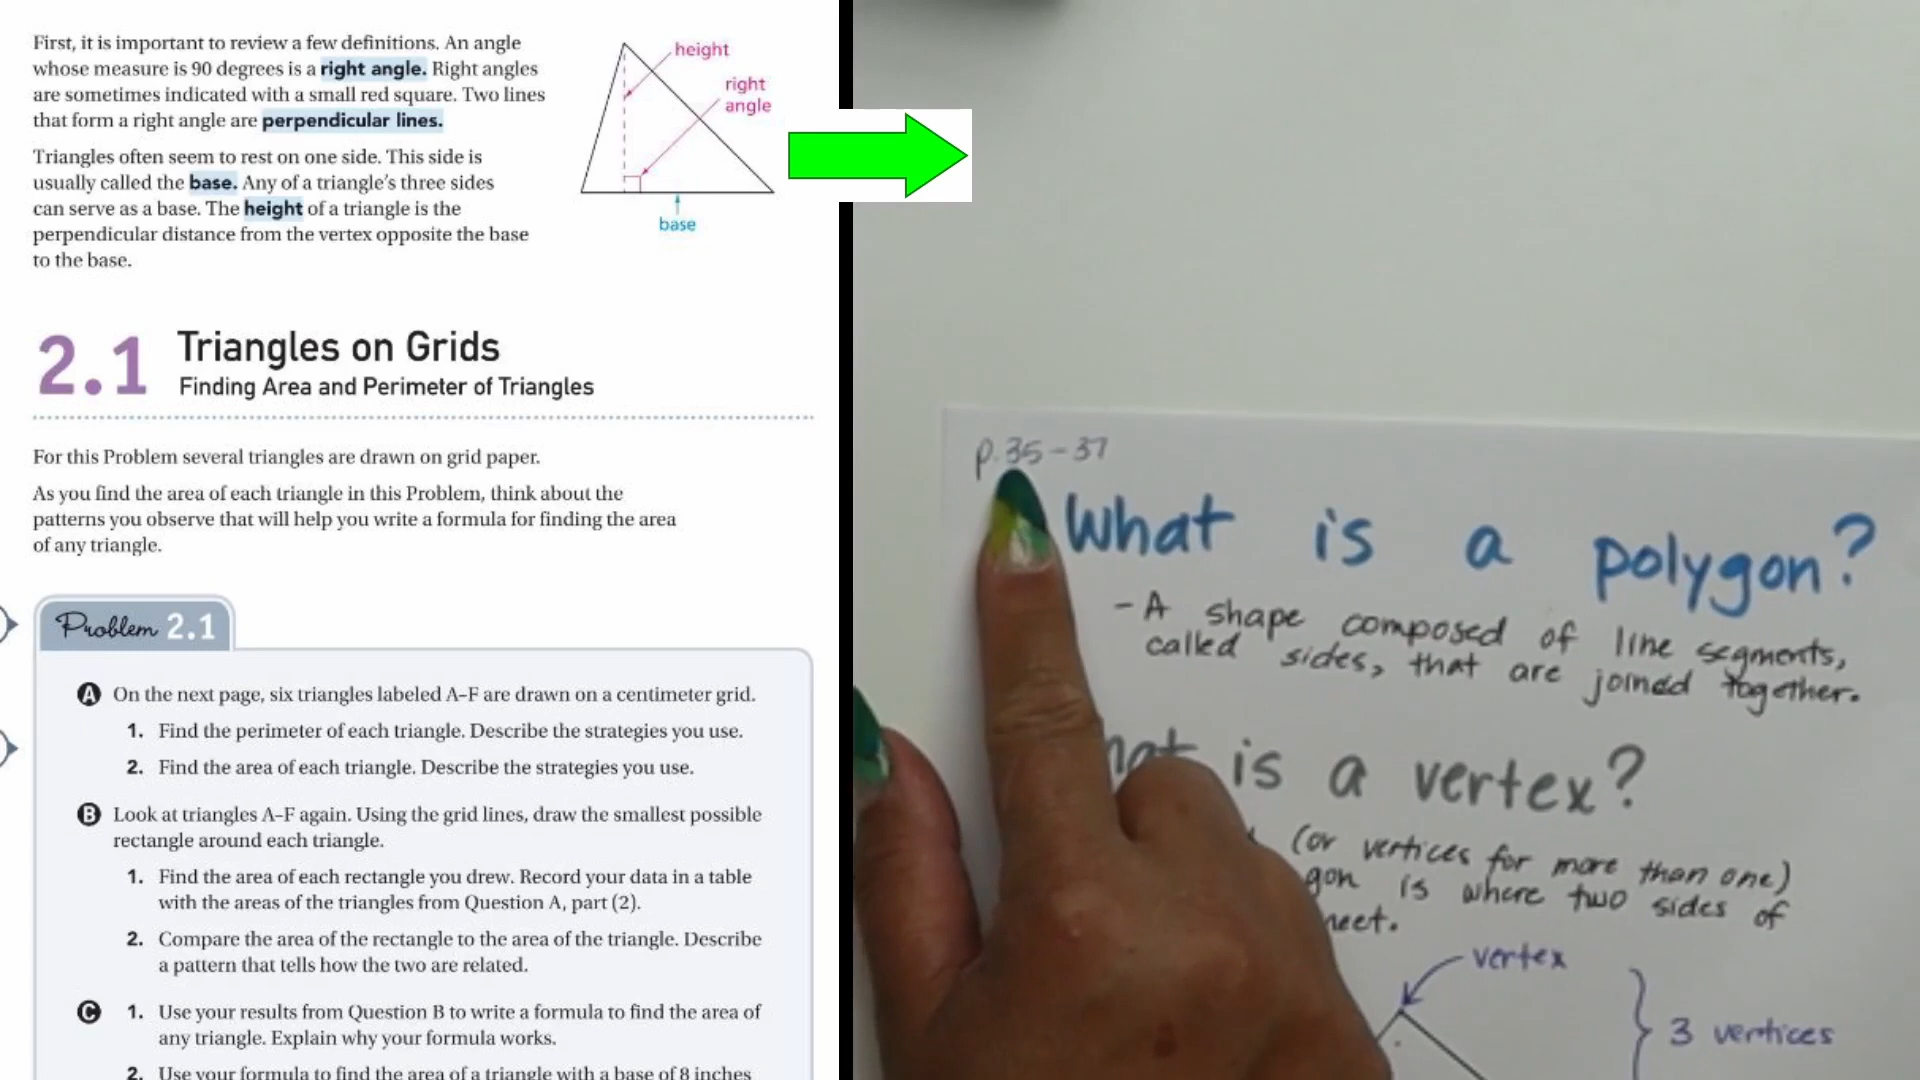 First, it is important to review a few definitions. An angle
whose measure is 90 degrees is a right angle. Right angles
are sometimes indicated with a small red square. Two lines
that form a right angle are perpendicular lines.
Triangles often seem to rest on one side. This side is
usually called the base. Any of a triangle's three sides
can serve as a base. The height of a triangle is the
perpendicular distance from the vertex opposite the base
to the base.
height
right
angle
base
2.1 Triangles on Grids
Finding Area and Perimeter of Triangles
For this Problem several triangles are drawn on grid paper.
As you find the area of each triangle in this Problem, think about the
patterns you observe that will help you write a formula for finding the area
of any triangle.
Problem 2.1
A On the next page, six triangles labeled A–F are drawn on a centimeter grid.
1. Find the perimeter of each triangle. Describe the strategies you use.
2. Find the area of each triangle. Describe the strategies you use.
B Look at triangles A–F again. Using the grid lines, draw the smallest possible
rectangle around each triangle.
1. Find the area of each rectangle you drew. Record your data in a table
with the areas of the triangles from Question A, part (2).
2. Compare the area of the rectangle to the area of the triangle. Describe
a pattern that tells how the two are related.
C 1. Use your results from Question B to write a formula to find the area of
any triangle. Explain why your formula works.
2. Use your formula to find the area of a triangle with a base of 8 inches
p. 35-37
What is a polygon?
- A shape composed of line segments,
called sides, that are joined together.
is a vertex?
(or vertices for more than one)
is where two sides of
vertex
3 vertices